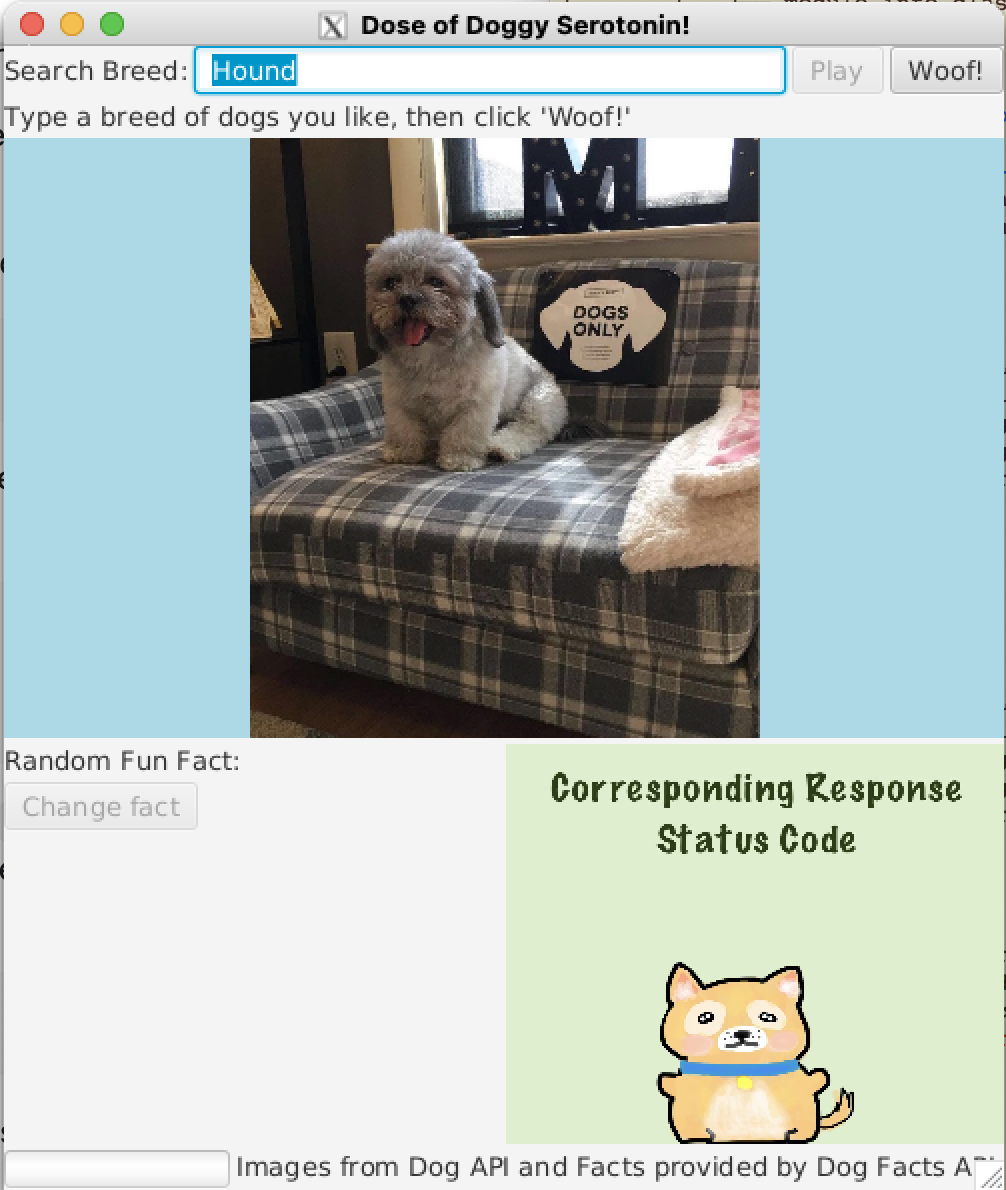 Dose of Doggy Serotonin!
Search Breed: Hound Play Woof!
Type a breed of dogs you like, then click 'Woof!'
M
DOGS
ONLY
Random Fun Fact:
Change fact
Corresponding Response
Status Code
Images from Dog API and Facts provided by Dog Facts API